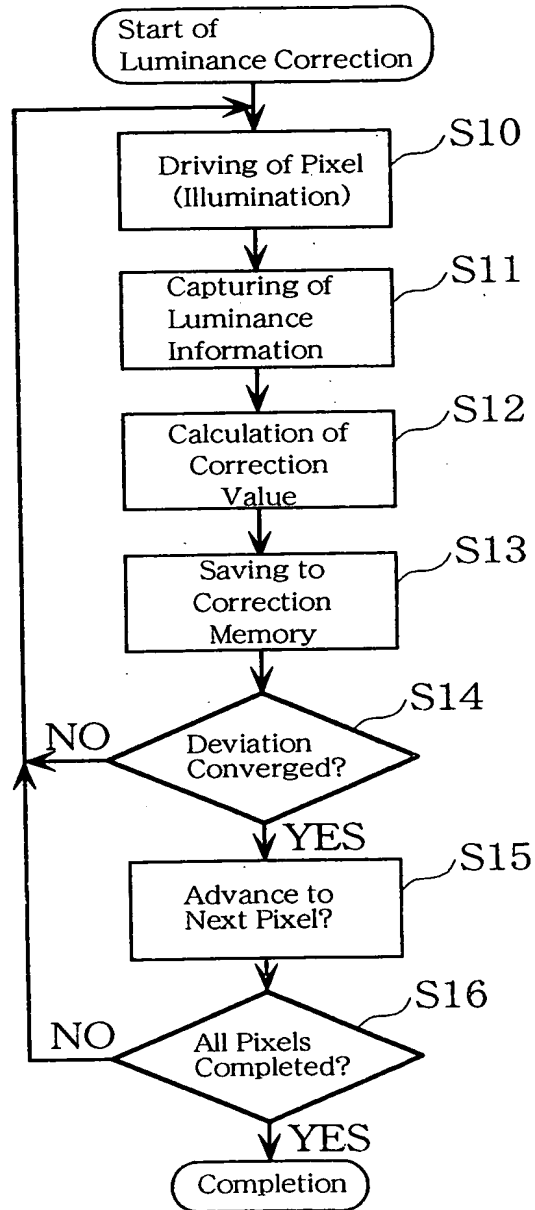 Start of
Luminance Correction
S10
Driving of Pixel
(Illumination)
S11
Capturing of
Luminance
Information
S12
Calculation of
Correction
Value
S13
Saving to
Correction
Memory
S14
NO
Deviation
Converged?
YES
S15
Advance to
Next Pixel?
S16
NO
All Pixels
Completed?
YES
Completion